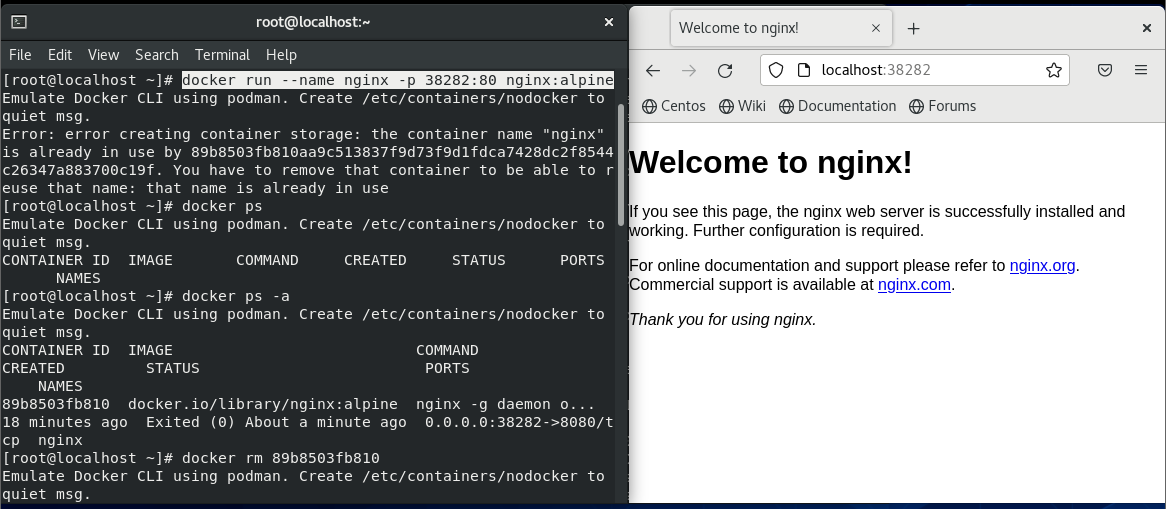 root@localhost:~
File Edit View Search Terminal Help
[root@localhost ~]# docker run --name nginx -p 38282:80 nginx:alpine
Emulate Docker CLI using podman. Create /etc/containers/nodocker to
quiet msg.
Error: error creating container storage: the container name "nginx"
is already in use by 89b8503fb810aa9c513837f9d73f9d1fdca7428dc2f8544
c26347a883700c19f. You have to remove that container to be able to r
euse that name: that name is already in use
[root@localhost ~]# docker ps
Emulate Docker CLI using podman. Create /etc/containers/nodocker to
quiet msg.
CONTAINER ID  IMAGE       COMMAND     CREATED     STATUS      PORTS
      NAMES
[root@localhost ~]# docker ps -a
Emulate Docker CLI using podman. Create /etc/containers/nodocker to
quiet msg.
CONTAINER ID  IMAGE                           COMMAND
CREATED         STATUS                         PORTS
    NAMES
89b8503fb810  docker.io/library/nginx:alpine  nginx -g daemon o...
18 minutes ago  Exited (0) About a minute ago  0.0.0.0:38282->8080/t
cp  nginx
[root@localhost ~]# docker rm 89b8503fb810
Emulate Docker CLI using podman. Create /etc/containers/nodocker to
quiet msg.
Welcome to nginx!
localhost:38282
Centos Wiki Documentation Forums
Welcome to nginx!
If you see this page, the nginx web server is successfully installed and
working. Further configuration is required.
For online documentation and support please refer to nginx.org.
Commercial support is available at nginx.com.
Thank you for using nginx.